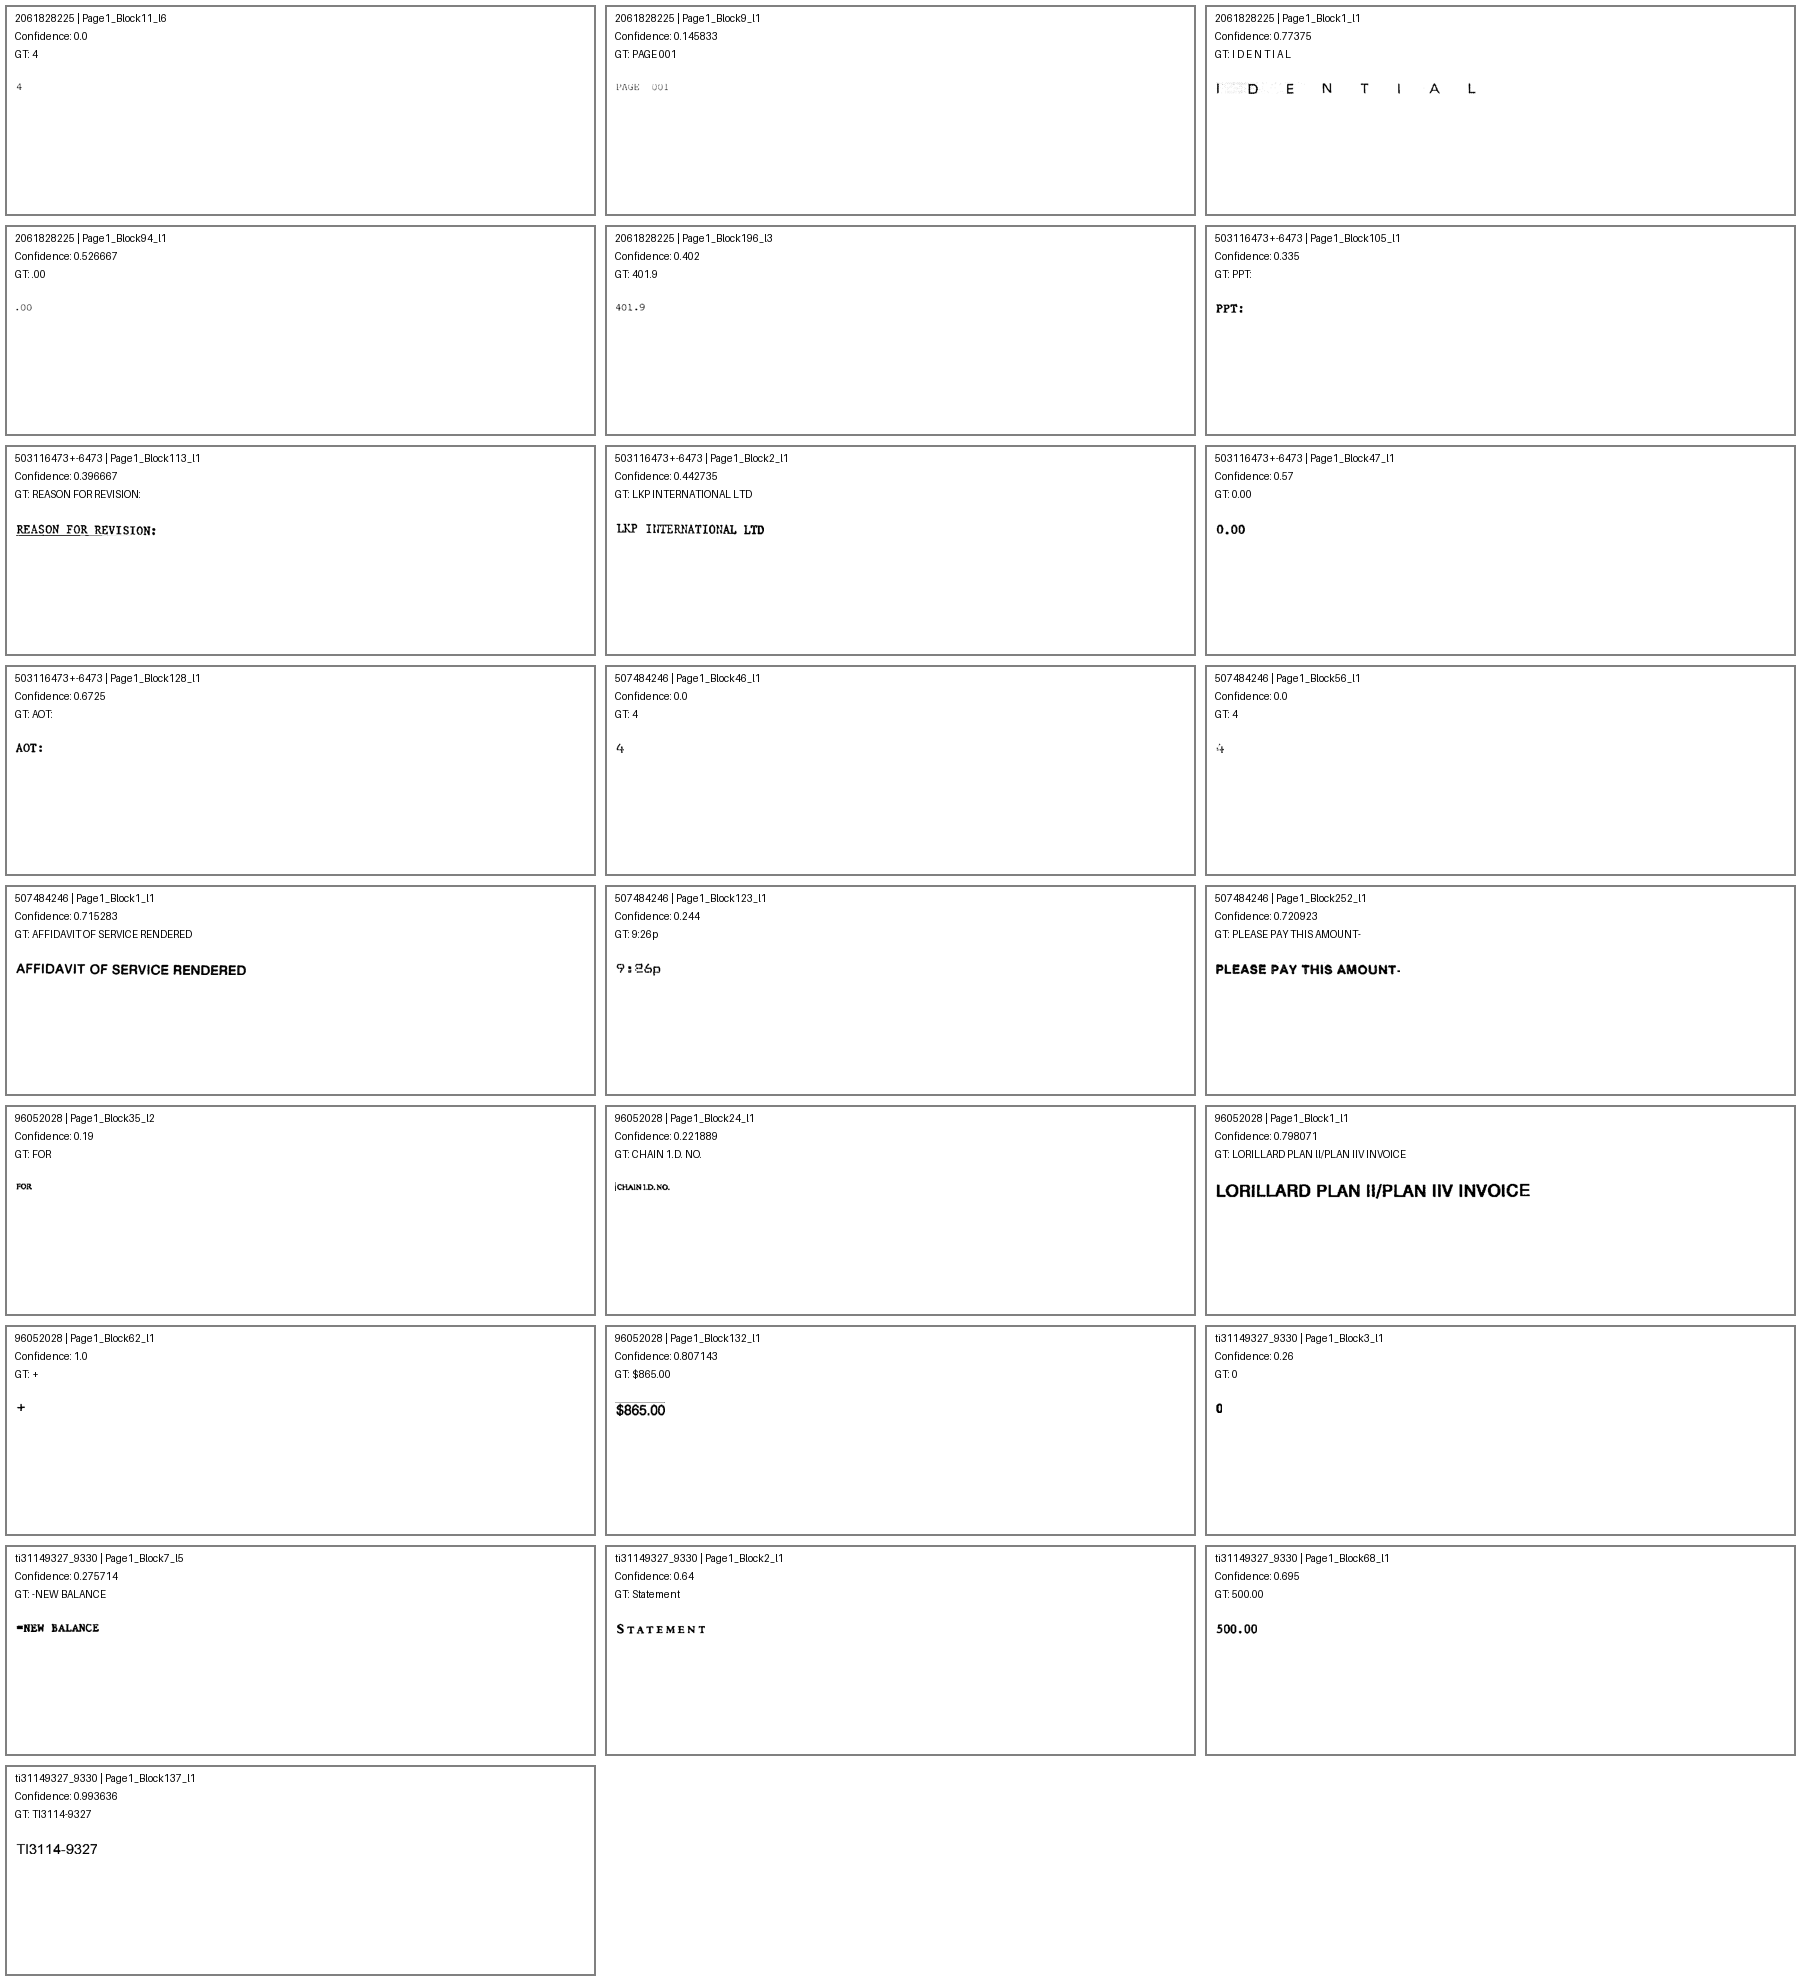 2061828225 | Page1_Block11_l6
Confidence: 0.0
GT: 4
4
2061828225 | Page1_Block9_l1
Confidence: 0.145833
GT: PAGE 001
PAGE 001
2061828225 | Page1_Block1_l1
Confidence: 0.77375
GT: I D E N T I A L
I D E N T I A L
2061828225 | Page1_Block94_l1
Confidence: 0.526667
GT: .00
.00
2061828225 | Page1_Block196_l3
Confidence: 0.402
GT: 401.9
401.9
503116473+-6473 | Page1_Block105_l1
Confidence: 0.335
GT: PPT:
PPT:
503116473+-6473 | Page1_Block113_l1
Confidence: 0.396667
GT: REASON FOR REVISION:
REASON FOR REVISION:
503116473+-6473 | Page1_Block2_l1
Confidence: 0.442735
GT: LKP INTERNATIONAL LTD
LKP INTERNATIONAL LTD
503116473+-6473 | Page1_Block47_l1
Confidence: 0.57
GT: 0.00
0.00
503116473+-6473 | Page1_Block128_l1
Confidence: 0.6725
GT: AOT:
AOT:
507484246 | Page1_Block46_l1
Confidence: 0.0
GT: 4
4
507484246 | Page1_Block56_l1
Confidence: 0.0
GT: 4
4
507484246 | Page1_Block1_l1
Confidence: 0.715283
GT: AFFIDAVIT OF SERVICE RENDERED
AFFIDAVIT OF SERVICE RENDERED
507484246 | Page1_Block123_l1
Confidence: 0.244
GT: 9:26p
9:26p
507484246 | Page1_Block252_l1
Confidence: 0.720923
GT: PLEASE PAY THIS AMOUNT-
PLEASE PAY THIS AMOUNT-
96052028 | Page1_Block35_l2
Confidence: 0.19
GT: FOR
FOR
96052028 | Page1_Block24_l1
Confidence: 0.221889
GT: CHAIN 1.D. NO.
CHAIN I.D. NO.
96052028 | Page1_Block1_l1
Confidence: 0.798071
GT: LORILLARD PLAN II/PLAN IIV INVOICE
LORILLARD PLAN II/PLAN IIV INVOICE
96052028 | Page1_Block62_l1
Confidence: 1.0
GT: +
+
96052028 | Page1_Block132_l1
Confidence: 0.807143
GT: $865.00
$865.00
ti31149327_9330 | Page1_Block3_l1
Confidence: 0.26
GT: 0
0
ti31149327_9330 | Page1_Block7_l5
Confidence: 0.275714
GT: -NEW BALANCE
-NEW BALANCE
ti31149327_9330 | Page1_Block2_l1
Confidence: 0.64
GT: Statement
STATEMENT
ti31149327_9330 | Page1_Block68_l1
Confidence: 0.695
GT: 500.00
500.00
ti31149327_9330 | Page1_Block137_l1
Confidence: 0.993636
GT: TI3114-9327
TI3114-9327